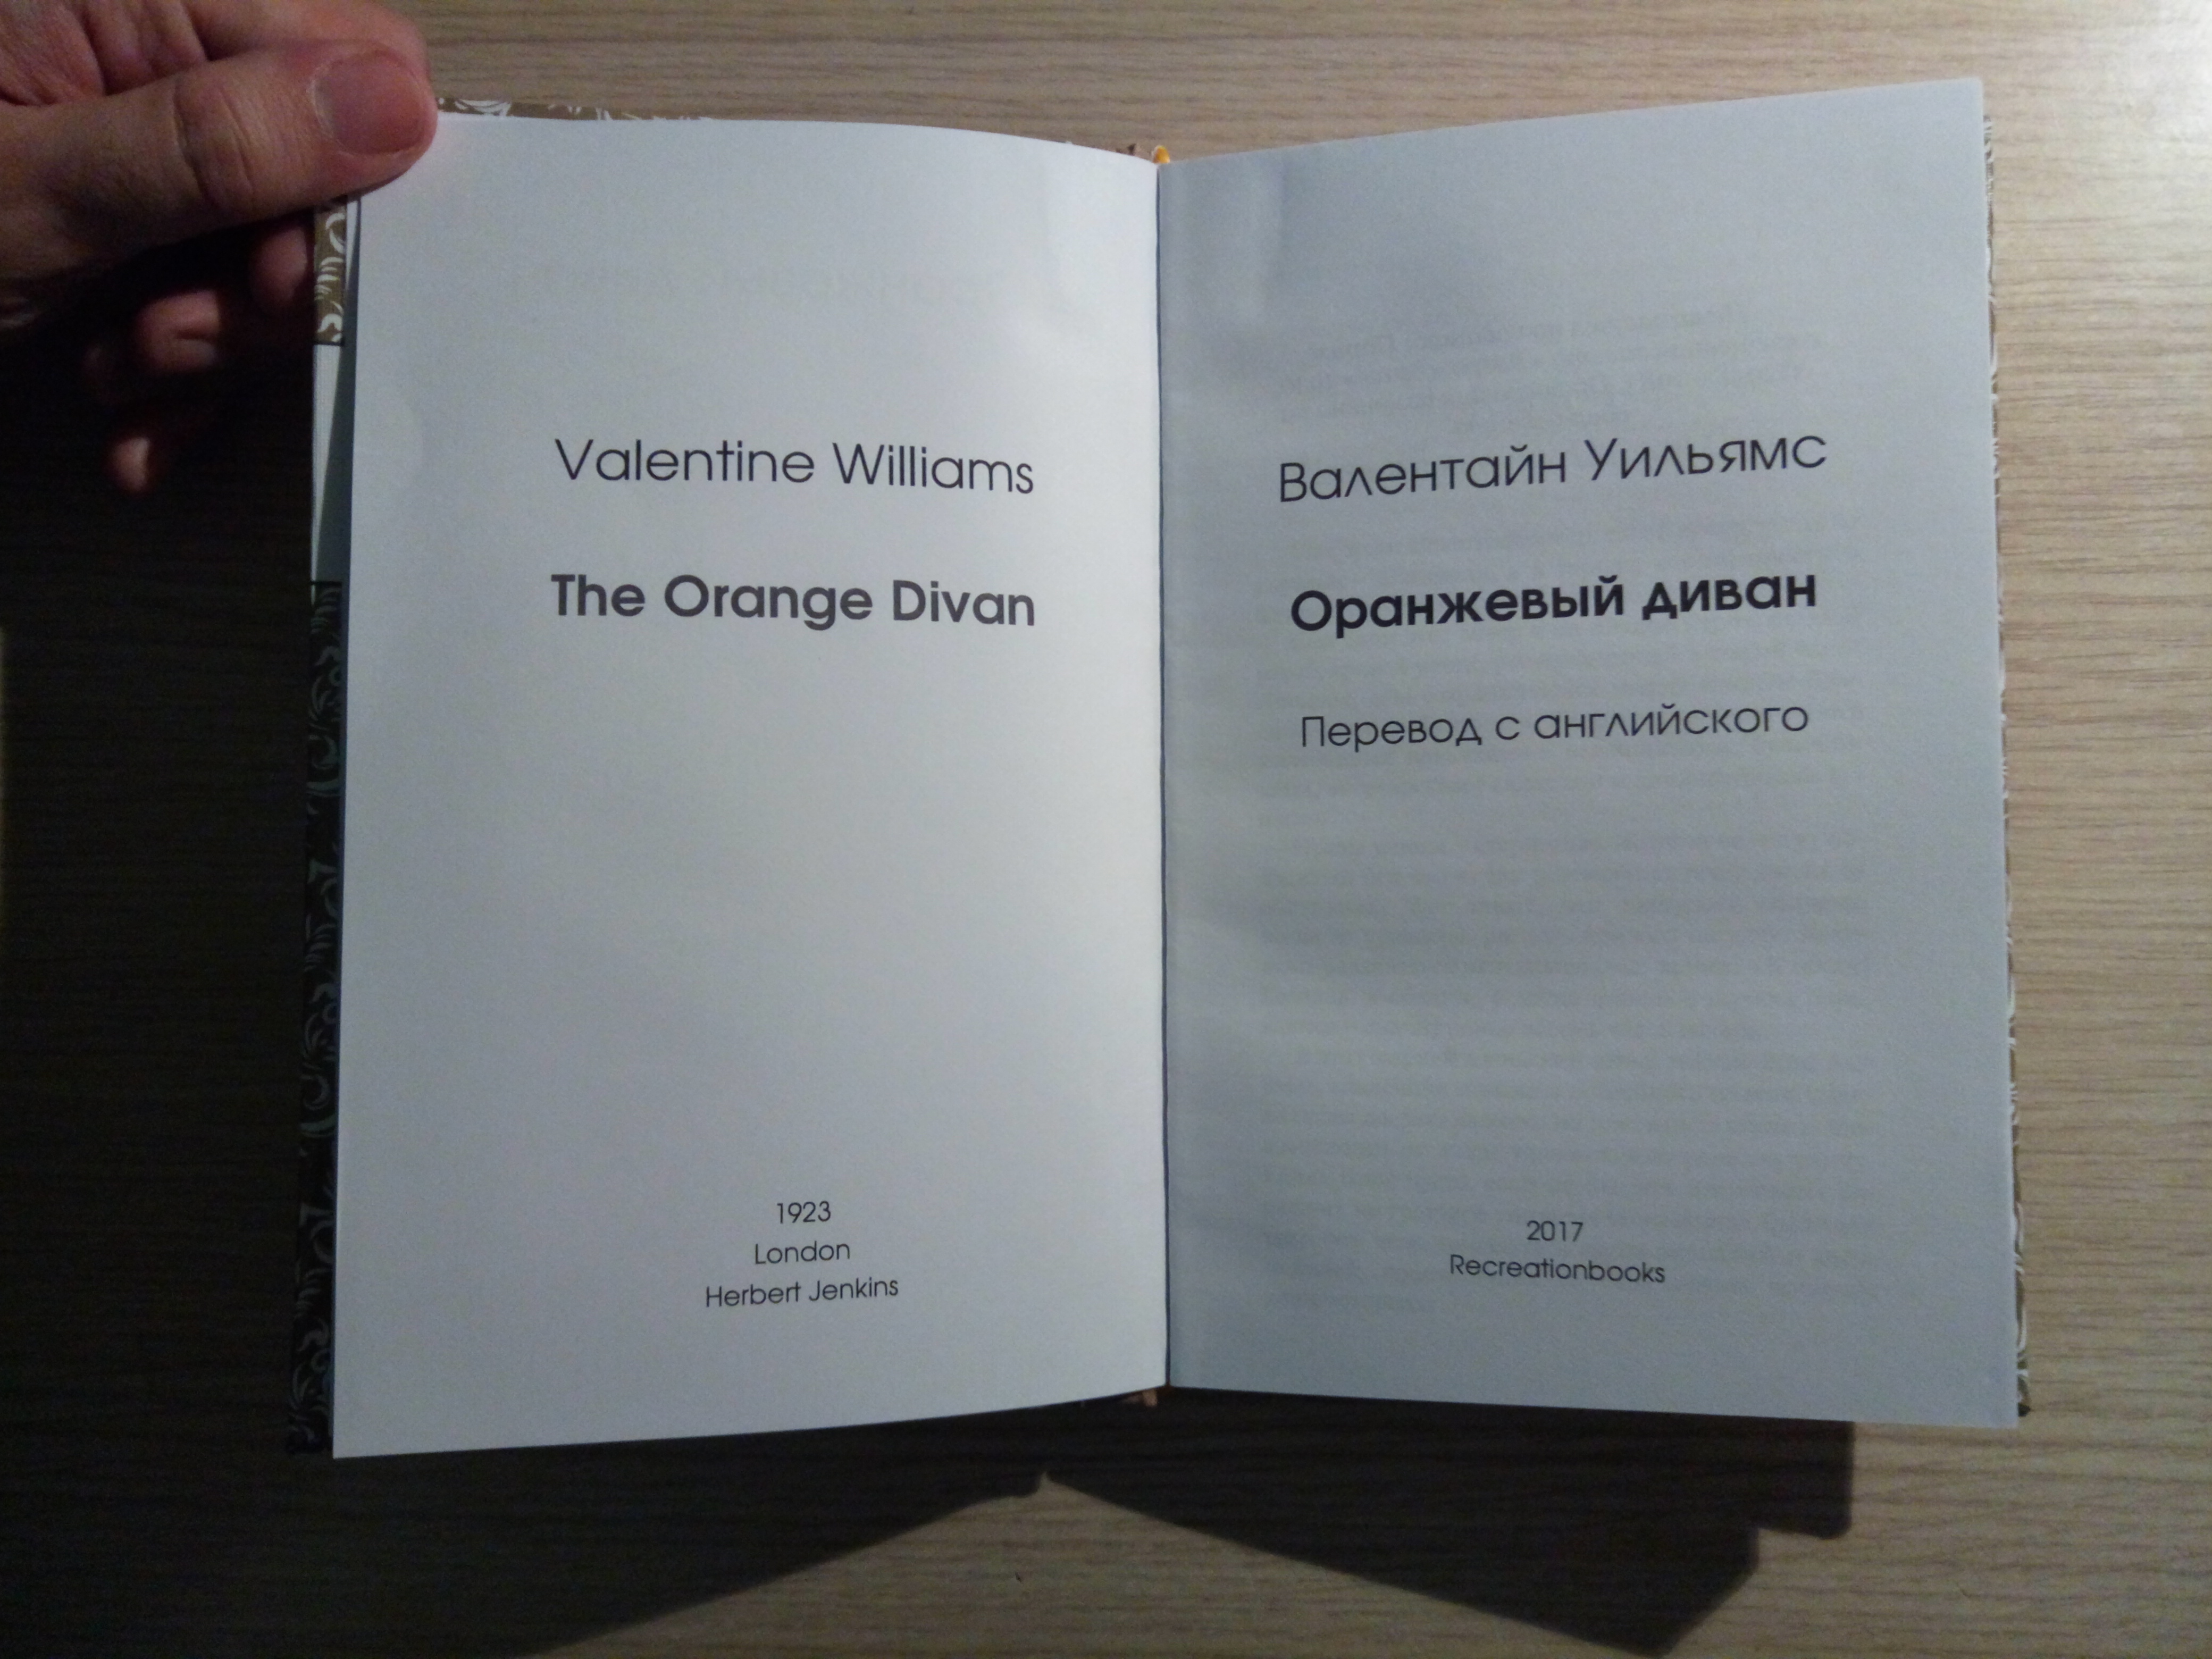 Valentine Williams
The Orange Divan
1923
London
Herbert Jenkins
Валентайн Уильямс
Оранжевый диван
Перевод с английского
2017
Recreationbooks